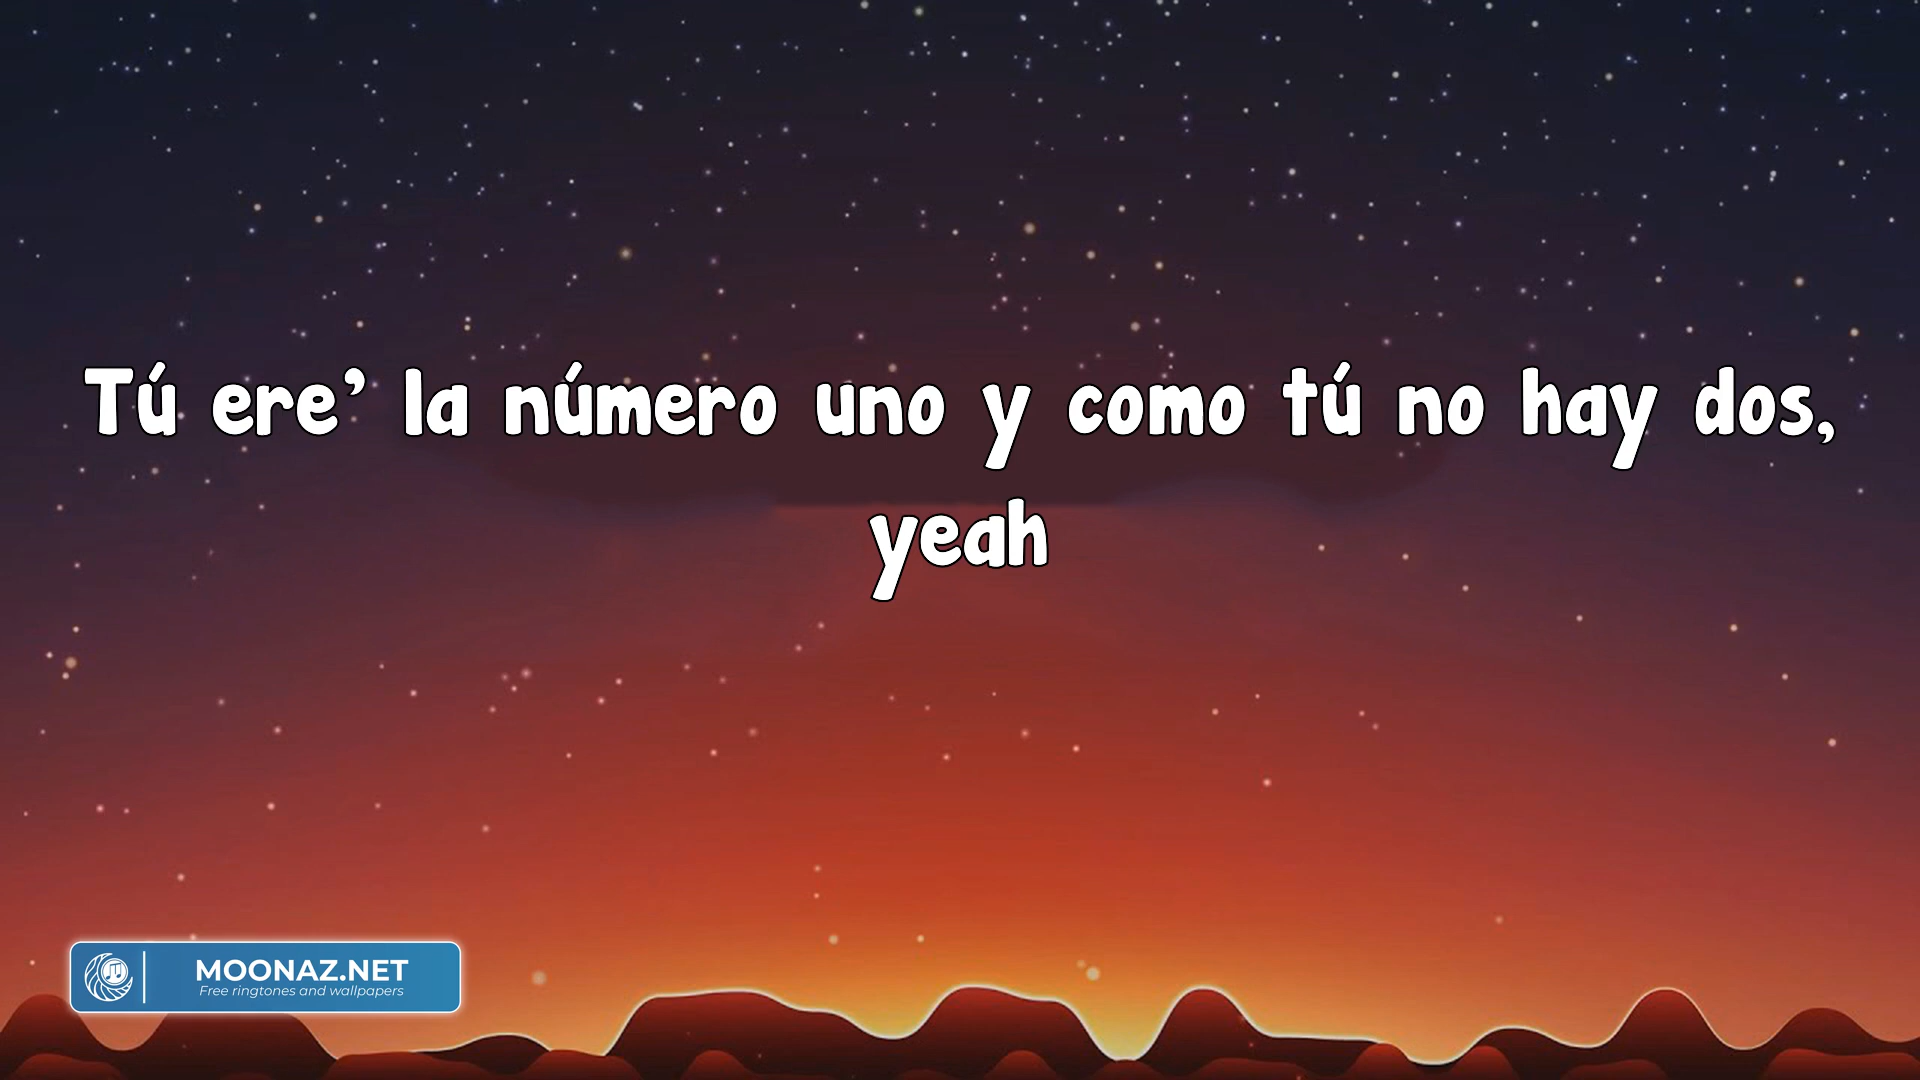 Tú ere’ la número uno y como tú no hay dos,
yeah
MOONAZ.NET
Free ringtones and wallpapers